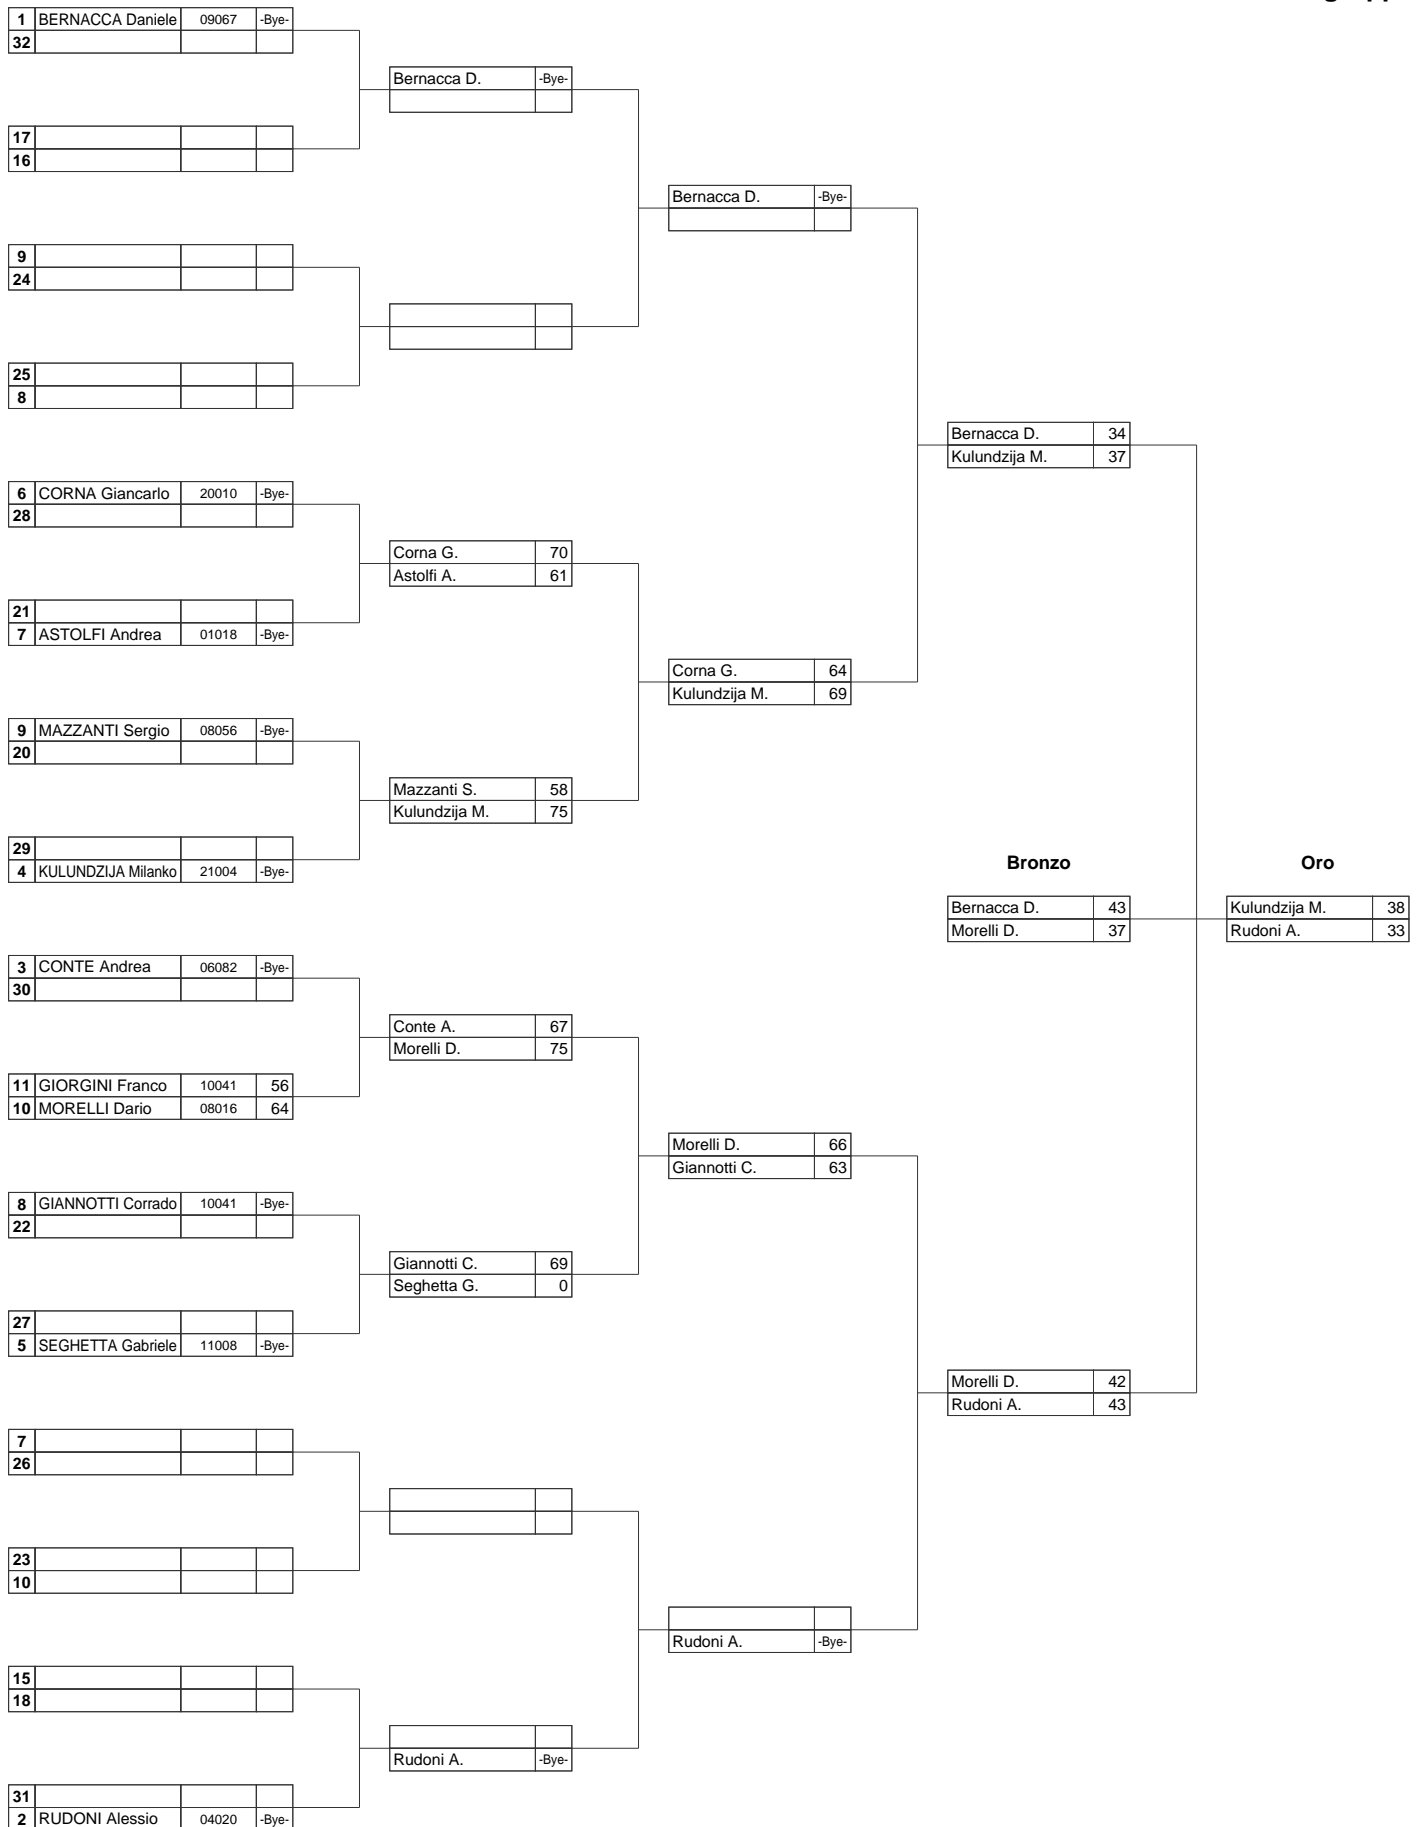 1 BERNACCA Daniele 09067 -Bye-
32
17
16
9
24
25
8
6 CORNA Giancarlo 20010 -Bye-
28
21
7 ASTOLFI Andrea 01018 -Bye-
9 MAZZANTI Sergio 08056 -Bye-
20
29
4 KULUNDZIJA Milanko 21004 -Bye-
3 CONTE Andrea 06082 -Bye-
30
11 GIORGINI Franco 10041 56
10 MORELLI Dario 08016 64
8 GIANNOTTI Corrado 10041 -Bye-
22
27
5 SEGHETTA Gabriele 11008 -Bye-
7
26
23
10
15
18
31
2 RUDONI Alessio 04020 -Bye-
Bernacca D. -Bye-
Corna G. 70
Astolfi A. 61
Mazzanti S. 58
Kulundzija M. 75
Conte A. 67
Morelli D. 75
Giannotti C. 69
Seghetta G. 0
Rudoni A. -Bye-
Bernacca D. -Bye-
Corna G. 64
Kulundzija M. 69
Morelli D. 66
Giannotti C. 63
Rudoni A. -Bye-
Bernacca D. 34
Kulundzija M. 37
Bronzo
Bernacca D. 43
Morelli D. 37
Morelli D. 42
Rudoni A. 43
Oro
Kulundzija M. 38
Rudoni A. 33